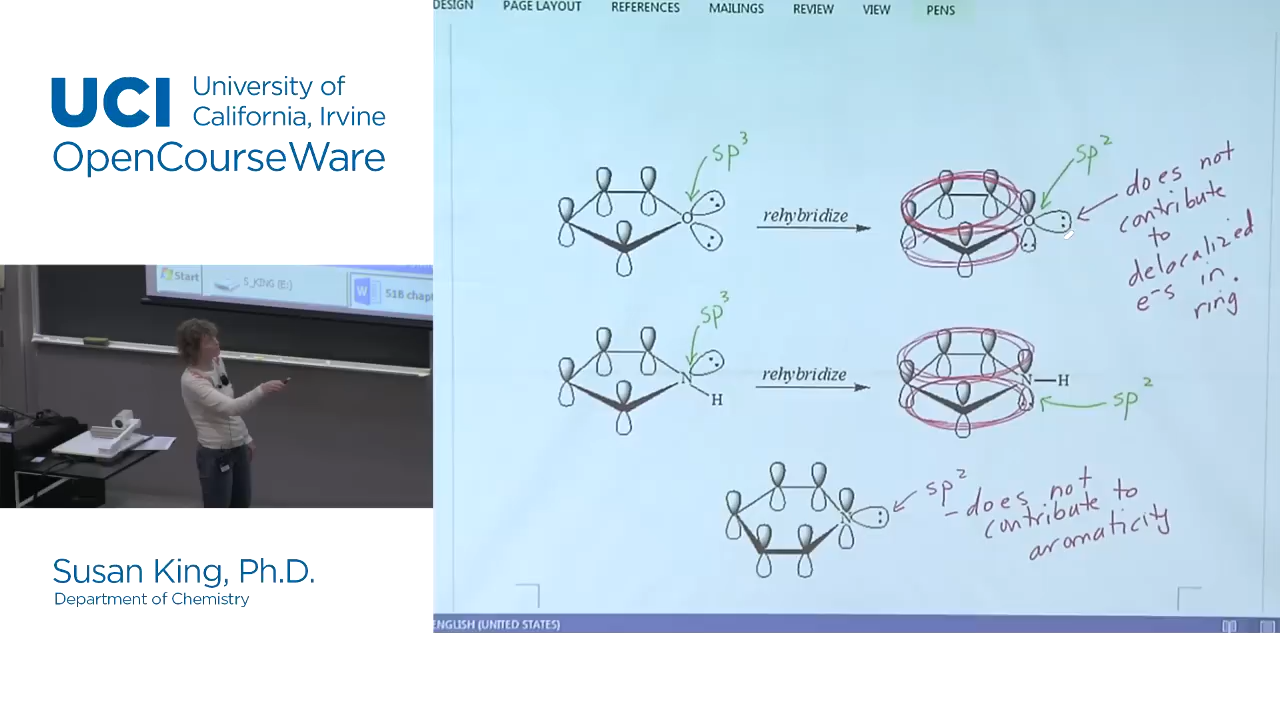 DESIGN PAGE LAYOUT REFERENCES MAILINGS REVIEW VIEW PENS
UCI University of
California, Irvine
OpenCourseWare
sp3
O
rehybridize
sp2
O
does not
contribute
to
delocalized
e-s in
ring
sp3
N
H
rehybridize
N H
sp2
N
sp2
- does not
contribute to
aromaticity
Start
S_KING (E:)
W 51B chapt
Susan King, Ph.D.
Department of Chemistry
ENGLISH (UNITED STATES)